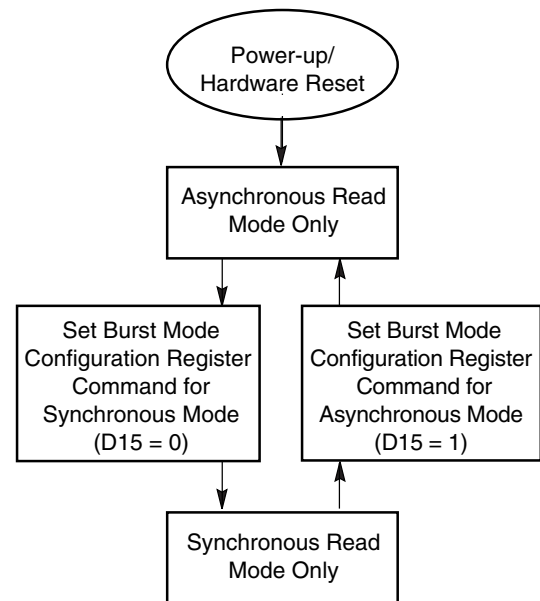 Power-up/
Hardware Reset
Asynchronous Read
Mode Only
Set Burst Mode
Configuration Register
Command for
Synchronous Mode
(D15 = 0)
Set Burst Mode
Configuration Register
Command for
Asynchronous Mode
(D15 = 1)
Synchronous Read
Mode Only